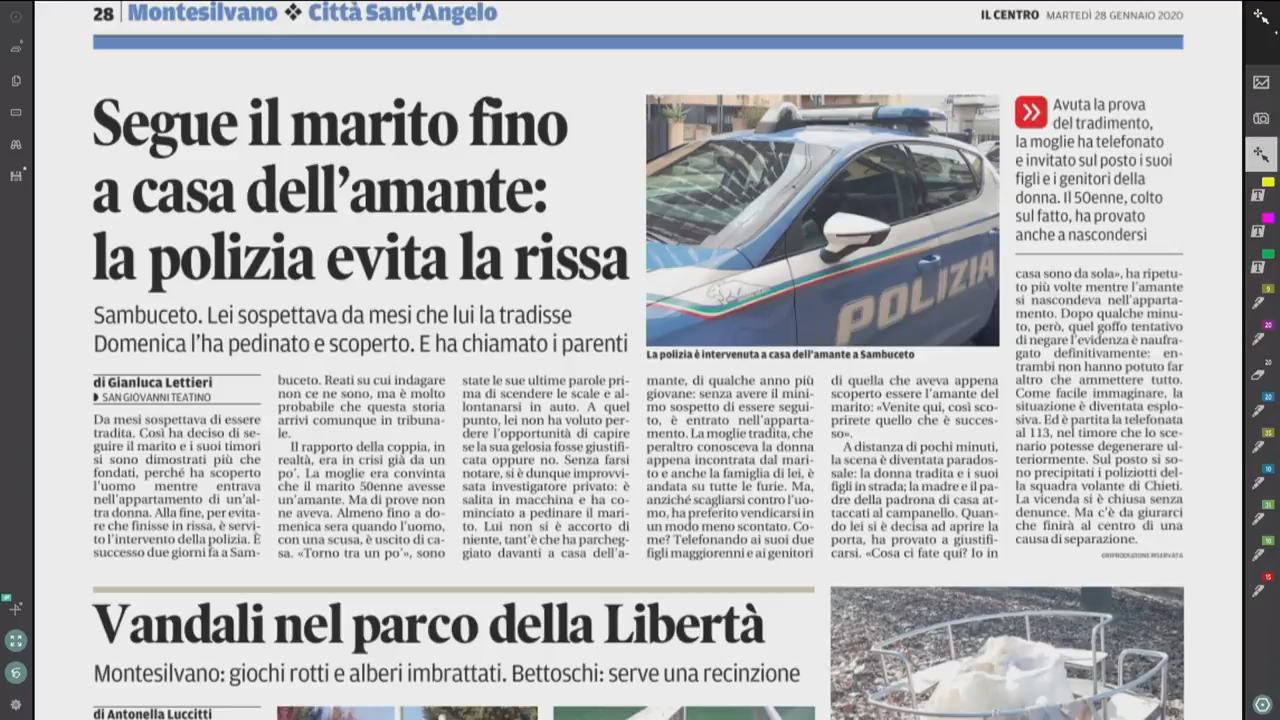 28 Montesilvano ❖ Città Sant'Angelo
IL CENTRO MARTEDÌ 28 GENNAIO 2020
Segue il marito fino
a casa dell'amante:
la polizia evita la rissa
Sambuceto. Lei sospettava da mesi che lui la tradisse
Domenica l'ha pedinato e scoperto. E ha chiamato i parenti
POLIZIA
La polizia è intervenuta a casa dell'amante a Sambuceto
Avuta la prova
del tradimento,
la moglie ha telefonato
e invitato sul posto i suoi
figli e i genitori della
donna. Il 50enne, colto
sul fatto, ha provato
anche a nascondersi
di Gianluca Lettieri
SAN GIOVANNI TEATINO
Da mesi sospettava di essere
tradita. Così ha deciso di se-
guire il marito e i suoi timori
si sono dimostrati più che
fondati, perché ha scoperto
l'uomo mentre entrava
nell'appartamento di un'al-
tra donna. Alla fine, per evita-
re che finisse in rissa, è servi-
to l'intervento della polizia. È
successo due giorni fa a Sam-
buceto. Reati su cui indagare
non ce ne sono, ma è molto
probabile che questa storia
arrivi comunque in tribuna-
le.
Il rapporto della coppia, in
realtà, era in crisi già da un
po'. La moglie era convinta
che il marito 50enne avesse
un'amante. Ma di prove non
ne aveva. Almeno fino a do-
menica sera quando l'uomo,
con una scusa, è uscito di ca-
sa. «Torno tra un po'», sono
state le sue ultime parole pri-
ma di scendere le scale e al-
lontanarsi in auto. A quel
punto, lei non ha voluto per-
dere l'opportunità di capire
se la sua gelosia fosse giustifi-
cata oppure no. Senza farsi
notare, si è dunque improvvi-
sata investigatore privato: è
salita in macchina e ha co-
minciato a pedinare il mari-
to. Lui non si è accorto di
niente, tant'è che ha parcheg-
giato davanti a casa dell'a-
mante, di qualche anno più
giovane: senza avere il mini-
mo sospetto di essere segui-
to, è entrato nell'apparta-
mento. La moglie tradita, che
peraltro conosceva la donna
appena incontrata dal mari-
to e anche la famiglia di lei, è
andata su tutte le furie. Ma,
anziché scagliarsi contro l'uo-
mo, ha preferito vendicarsi in
un modo meno scontato. Co-
me? Telefonando ai suoi due
figli maggiorenni e ai genitori
di quella che aveva appena
scoperto essere l'amante del
marito: «Venite qui, così sco-
prirete quello che è succes-
so».
A distanza di pochi minuti,
la scena è diventata parados-
sale: la donna tradita e i suoi
figli in strada; la madre e il pa-
dre della padrona di casa at-
taccati al campanello. Quan-
do lei si è decisa ad aprire la
porta, ha provato a giustifi-
carsi. «Cosa ci fate qui? Io in
casa sono da sola», ha ripetu-
to più volte mentre l'amante
si nascondeva nell'apparta-
mento. Dopo qualche minu-
to, però, quel goffo tentativo
di negare l'evidenza è naufra-
gato definitivamente: en-
trambi non hanno potuto far
altro che ammettere tutto.
Come facile immaginare, la
situazione è diventata esplo-
siva. Ed è partita la telefonata
al 113, nel timore che lo sce-
nario potesse degenerare ul-
teriormente. Sul posto si so-
no precipitati i poliziotti del-
la squadra volante di Chieti.
La vicenda si è chiusa senza
denunce. Ma c'è da giurarci
che finirà al centro di una
causa di separazione.
©RIPRODUZIONE RISERVATA
Vandali nel parco della Libertà
Montesilvano: giochi rotti e alberi imbrattati. Bettoschi: serve una recinzione
di Antonella Luccitti